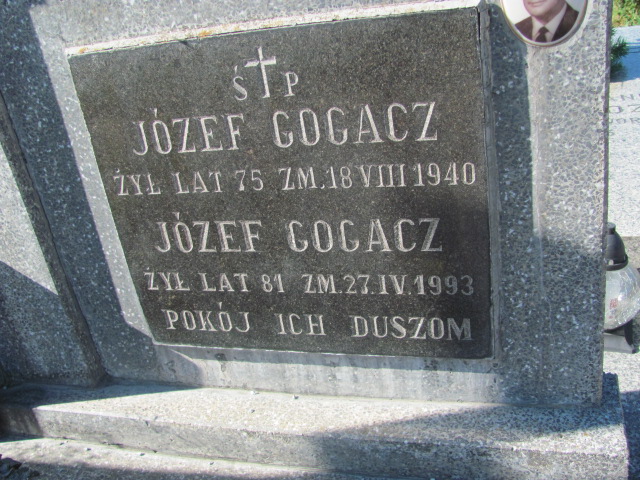 Ś P
JÓZEF GOGACZ
ŻYŁ LAT 75 ZM.18 VIII 1940
JÓZEF GOGACZ
ŻYŁ LAT 81 ZM.27.IV.1993
POKÓJ ICH DUSZOM